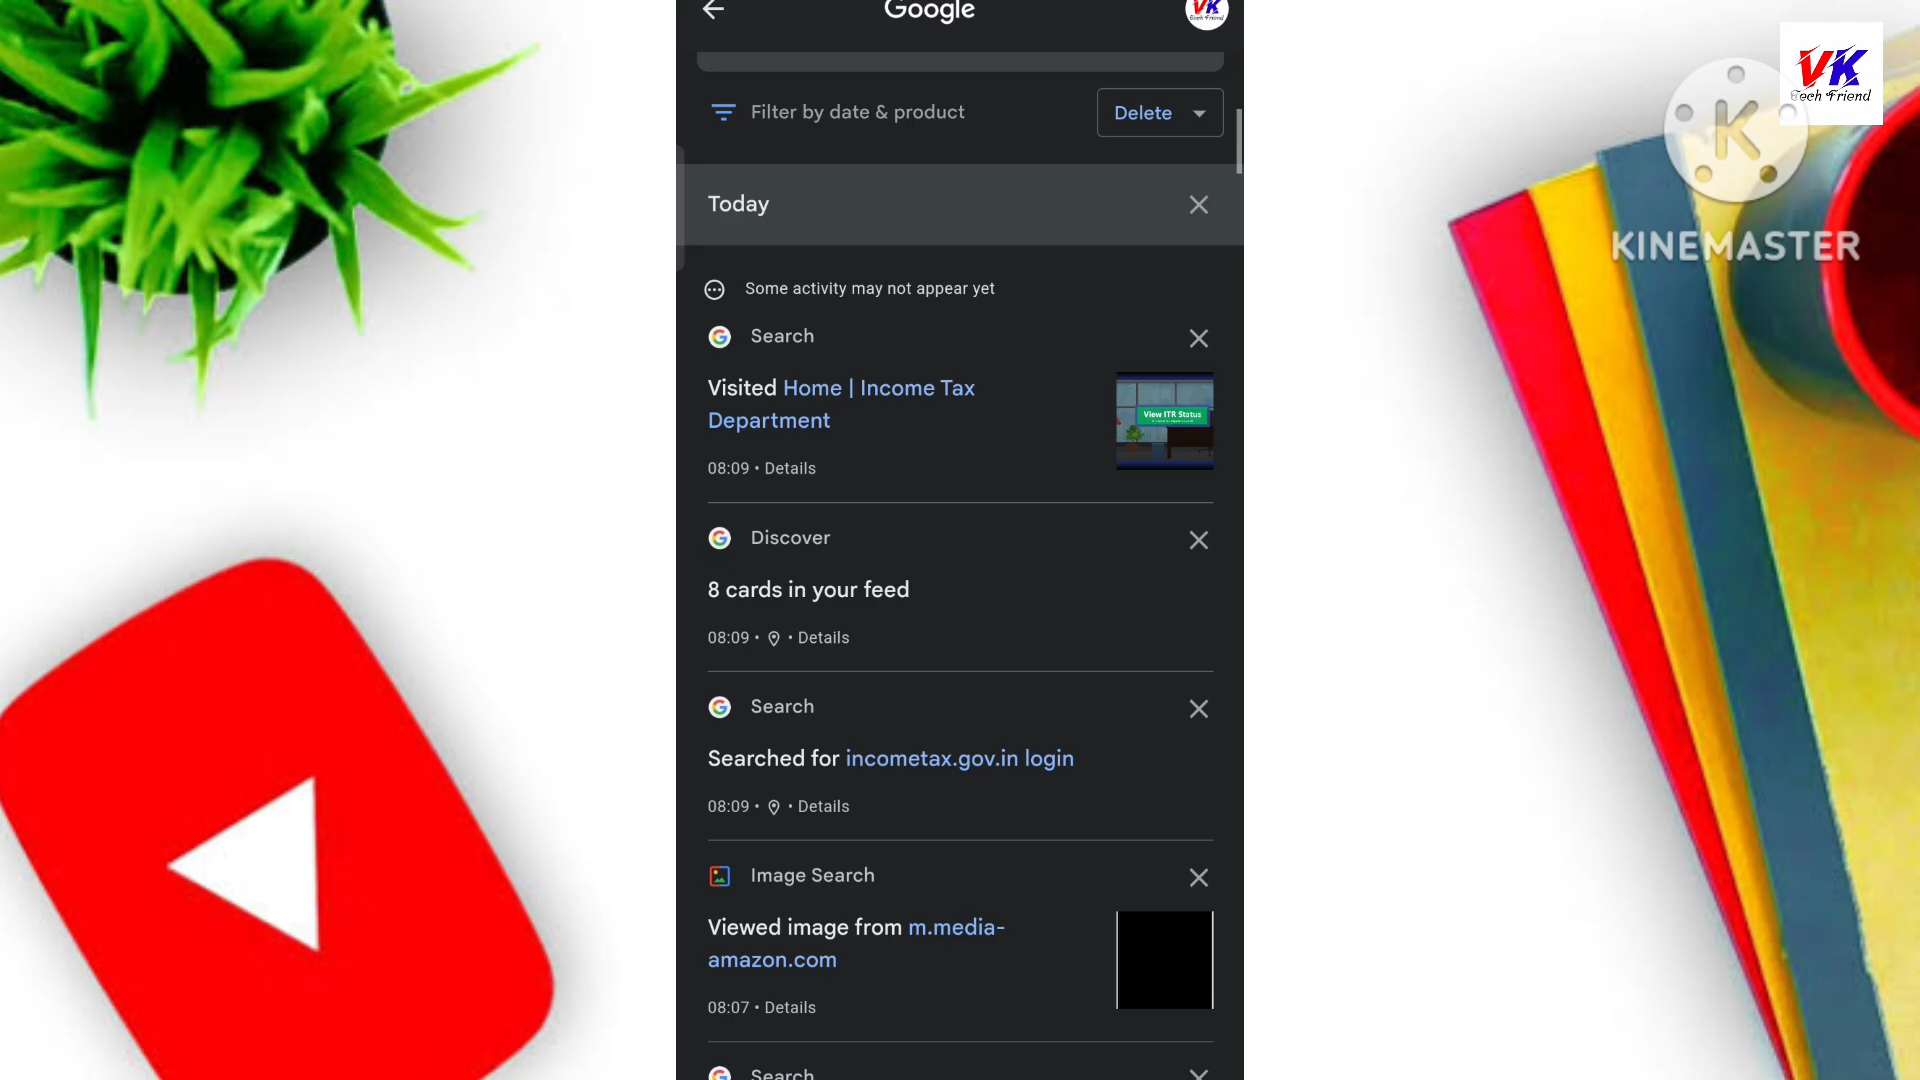 Google
VK
Tech Friend
Filter by date & product
Delete
Today
Some activity may not appear yet
Search
Visited Home | Income Tax
Department
View ITR Status
08:09 • Details
Discover
8 cards in your feed
08:09 • • Details
Search
Searched for incometax.gov.in login
08:09 • • Details
Image Search
Viewed image from m.media-
amazon.com
08:07 • Details
Search
VK
Tech Friend
K
KINEMASTER